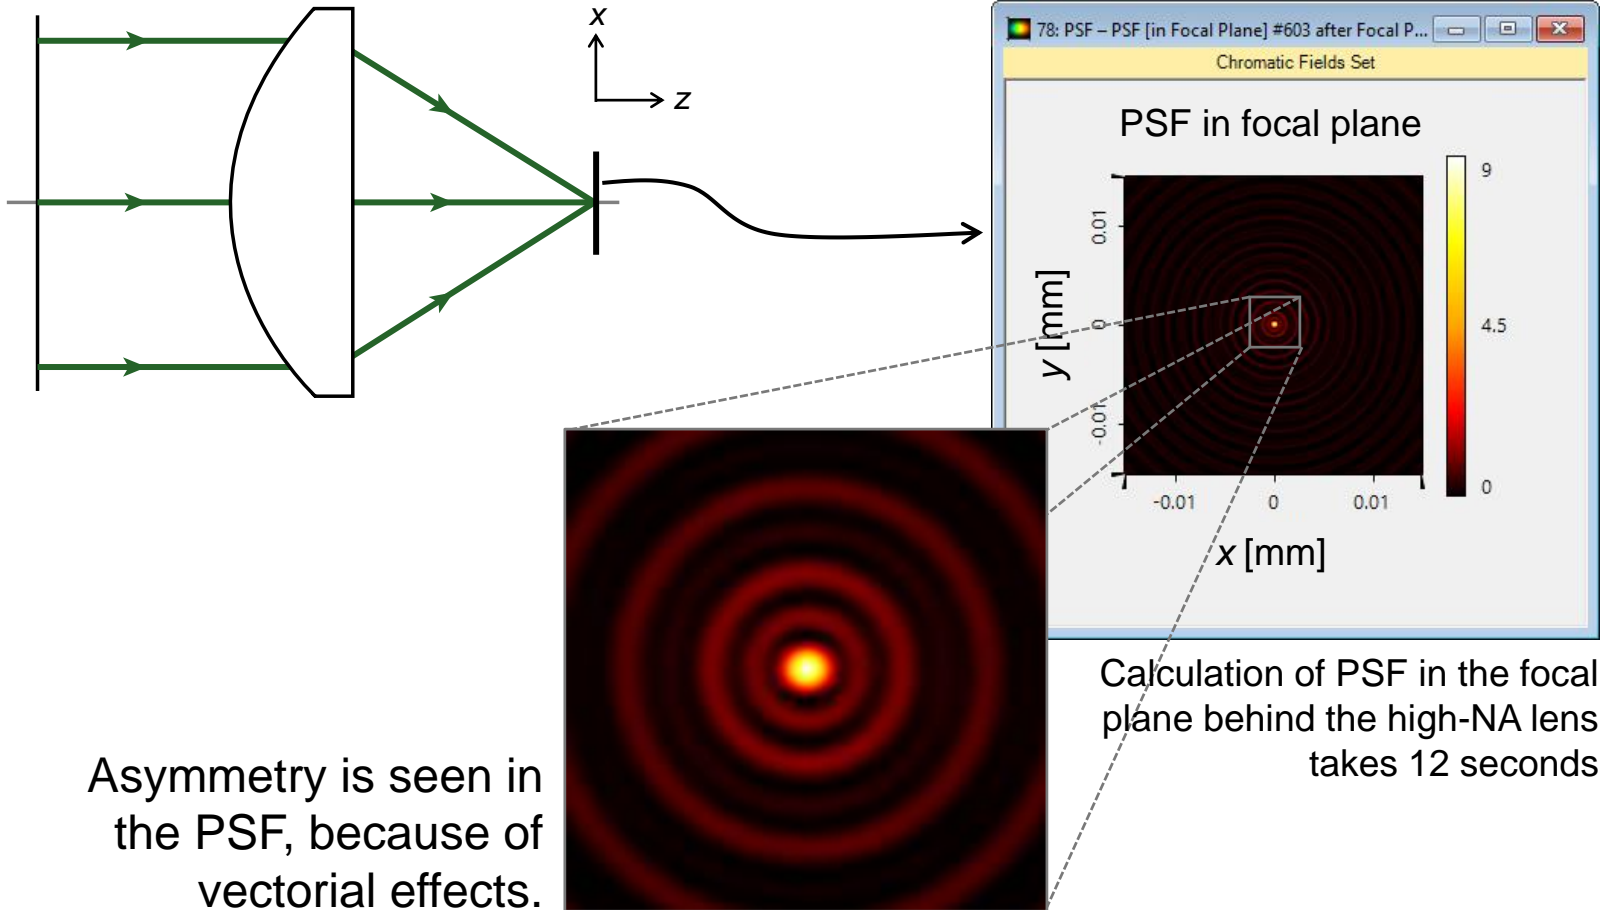 x
z
78: PSF – PSF [in Focal Plane] #603 after Focal P...
Chromatic Fields Set
PSF in focal plane
9
4.5
0
0.01
0
-0.01
y [mm]
-0.01
0
0.01
x [mm]
Calculation of PSF in the focal
plane behind the high-NA lens
takes 12 seconds
Asymmetry is seen in
the PSF, because of
vectorial effects.